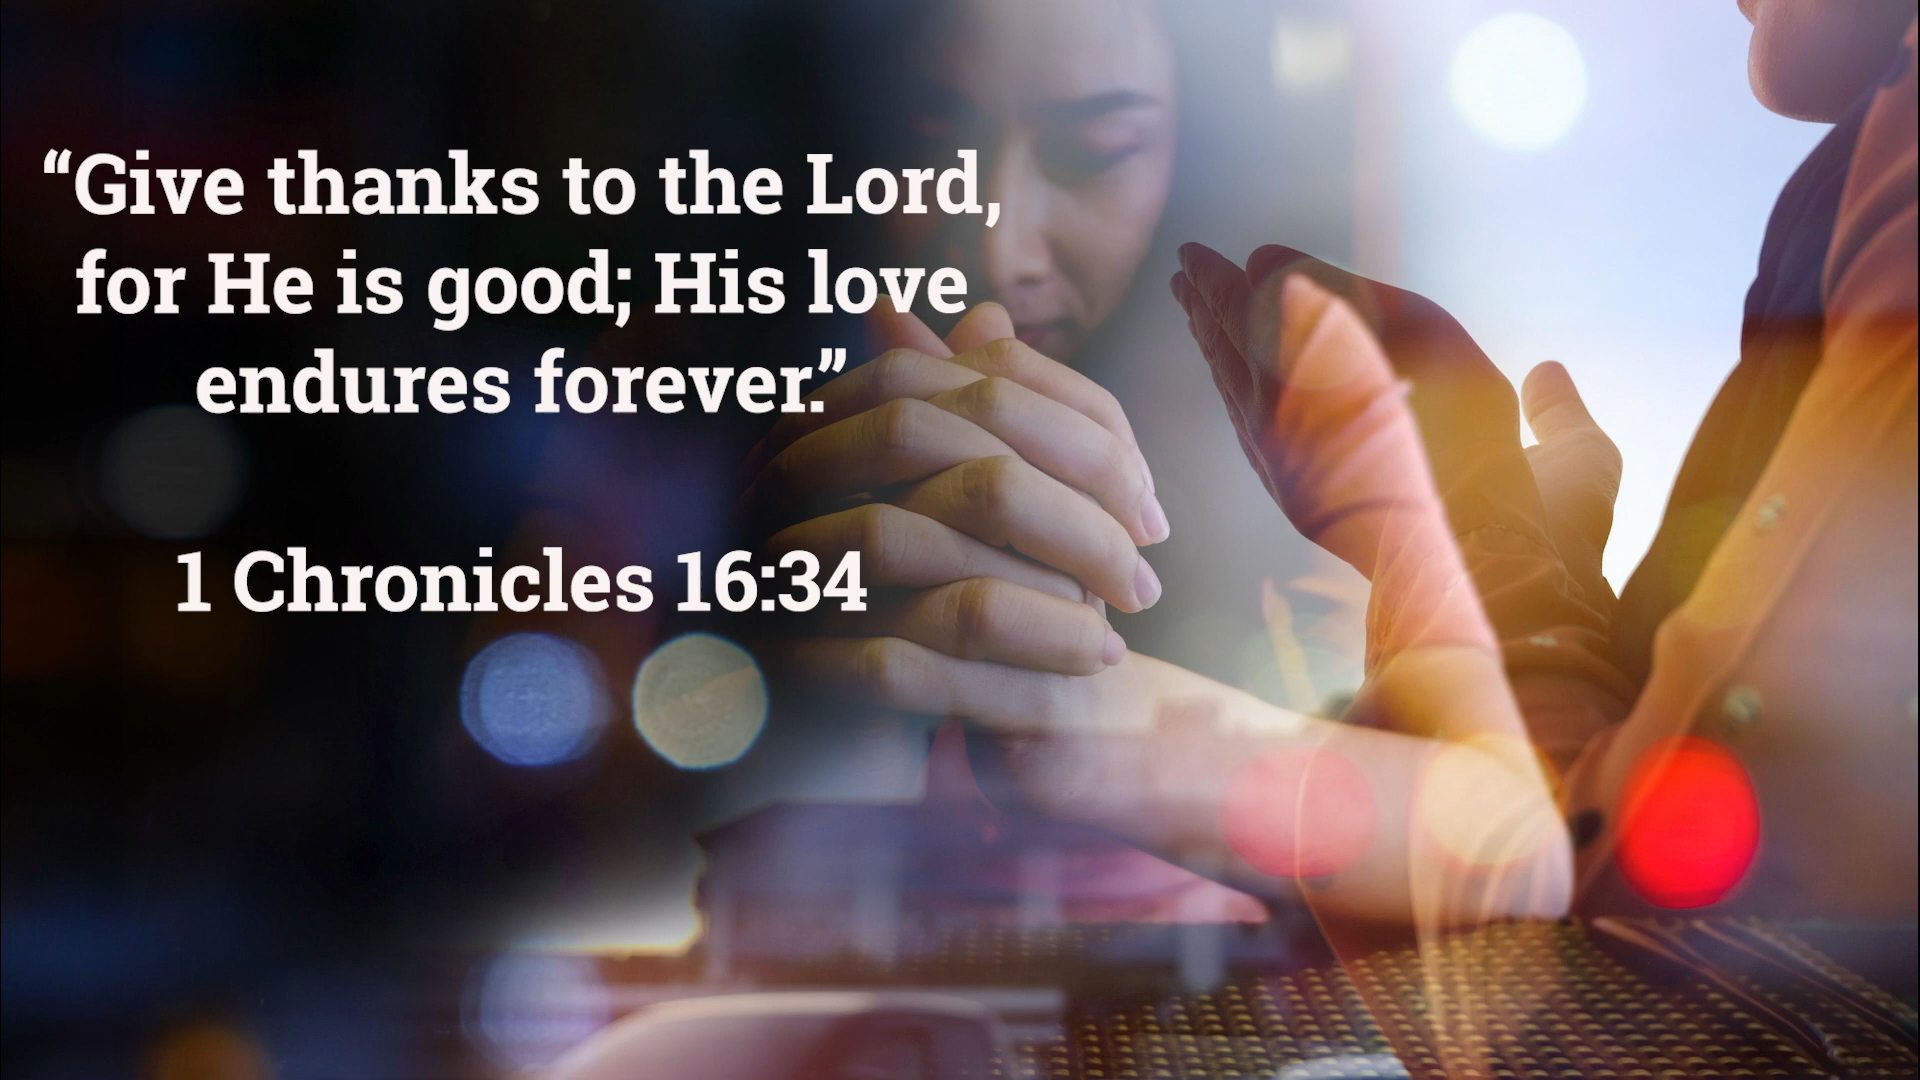 “Give thanks to the Lord,
for He is good; His love
endures forever.”
1 Chronicles 16:34